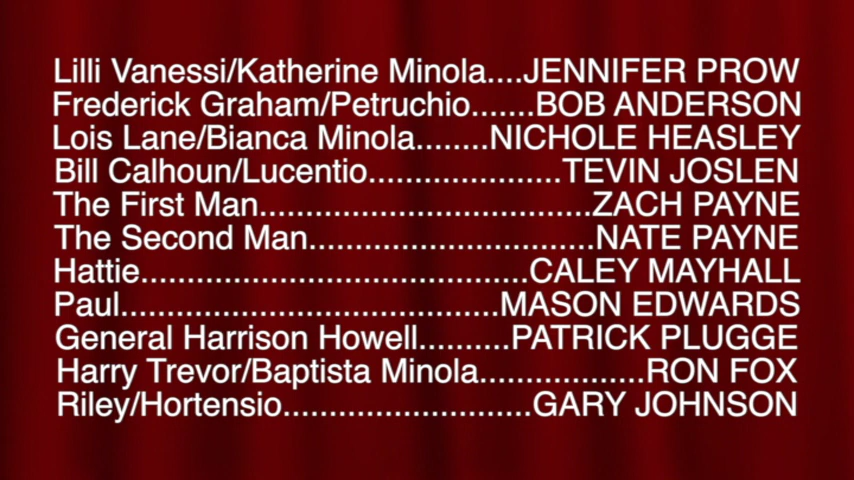 Lilli Vanessi/Katherine Minola....JENNIFER PROW
Frederick Graham/Petruchio.......BOB ANDERSON
Lois Lane/Bianca Minola........NICHOLE HEASLEY
Bill Calhoun/Lucentio.....................TEVIN JOSLEN
The First Man....................................ZACH PAYNE
The Second Man...............................NATE PAYNE
Hattie..........................................CALEY MAYHALL
Paul.........................................MASON EDWARDS
General Harrison Howell..........PATRICK PLUGGE
Harry Trevor/Baptista Minola..................RON FOX
Riley/Hortensio...........................GARY JOHNSON